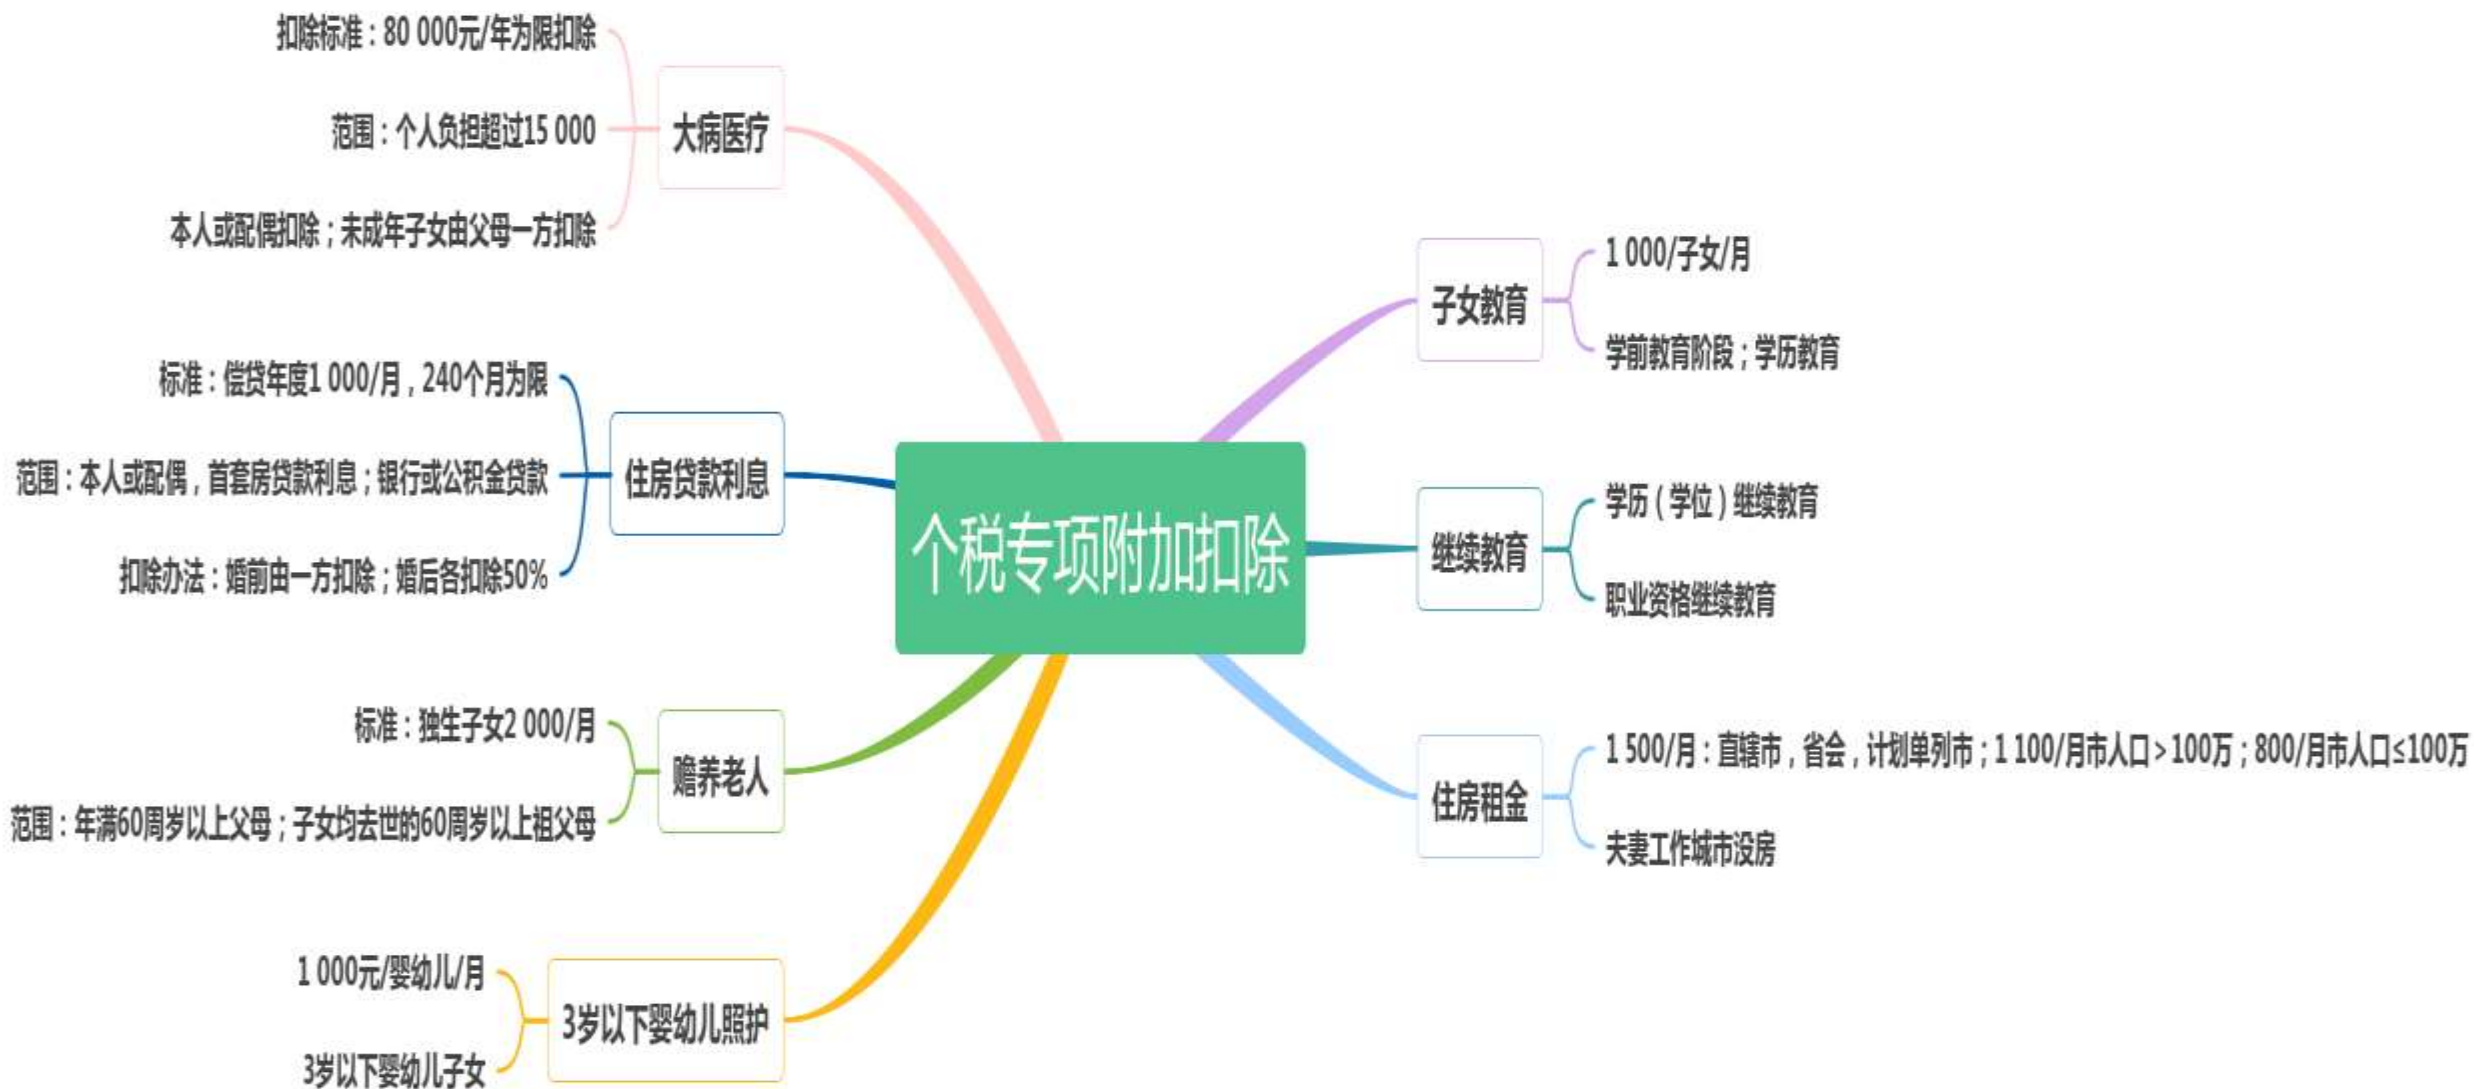 个税专项附加扣除
大病医疗
扣除标准：80 000元/年为限扣除
范围：个人负担超过15 000
本人或配偶扣除；未成年子女由父母一方扣除
住房贷款利息
标准：偿贷年度1 000/月，240个月为限
范围：本人或配偶，首套房贷款利息；银行或公积金贷款
扣除办法：婚前由一方扣除；婚后各扣除50%
赡养老人
标准：独生子女2 000/月
范围：年满60周岁以上父母；子女均去世的60周岁以上祖父母
3岁以下婴幼儿照护
1 000元/婴幼儿/月
3岁以下婴幼儿子女
子女教育
1 000/子女/月
学前教育阶段；学历教育
继续教育
学历（学位）继续教育
职业资格继续教育
住房租金
1 500/月：直辖市，省会，计划单列市；1 100/月市人口＞100万；800/月市人口≤100万
夫妻工作城市没房